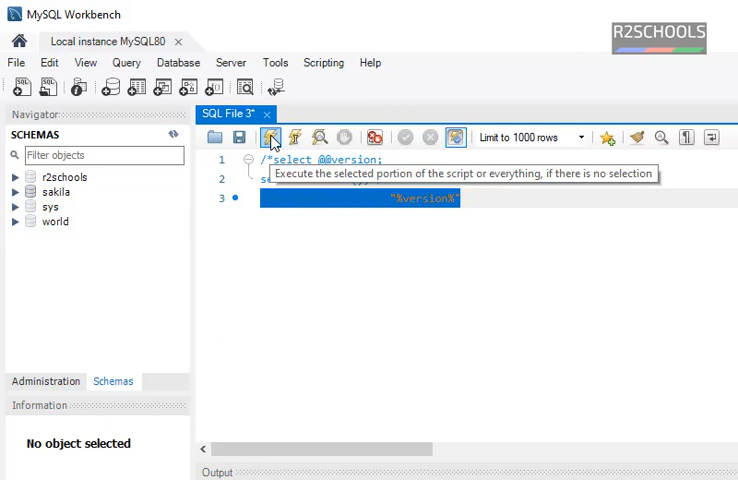 MySQL Workbench
R2SCHOOLS
Local instance MySQL80 ×
File Edit View Query Database Server Tools Scripting Help
Navigator
SQL File 3* ×
SCHEMAS
Limit to 1000 rows
Filter objects
1 /*select @@version;
Execute the selected portion of the script or everything, if there is no selection
r2schools
2 se
sakila
3 "%version%"
sys
world
Administration Schemas
Information
No object selected
Output